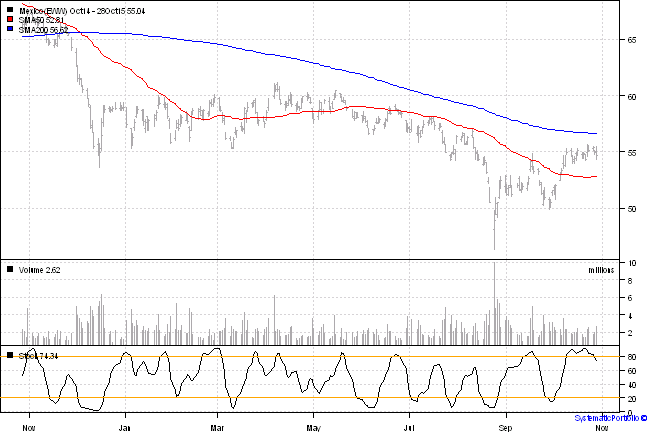 Mexico(EWW) Oct14 - 28Oct15 55.04
SMA50 52.81
SMA200 56.62
65
60
55
50
Volume 2.62
millions
10
8
6
4
2
Stoch 74.34
80
60
40
20
0
Nov Jan Mar May Jul Sep Nov
SystematicPortfolio ©